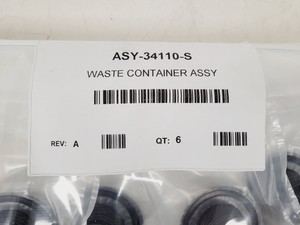 ASY-34110-S
WASTE CONTAINER ASSY
REV: A QT: 6